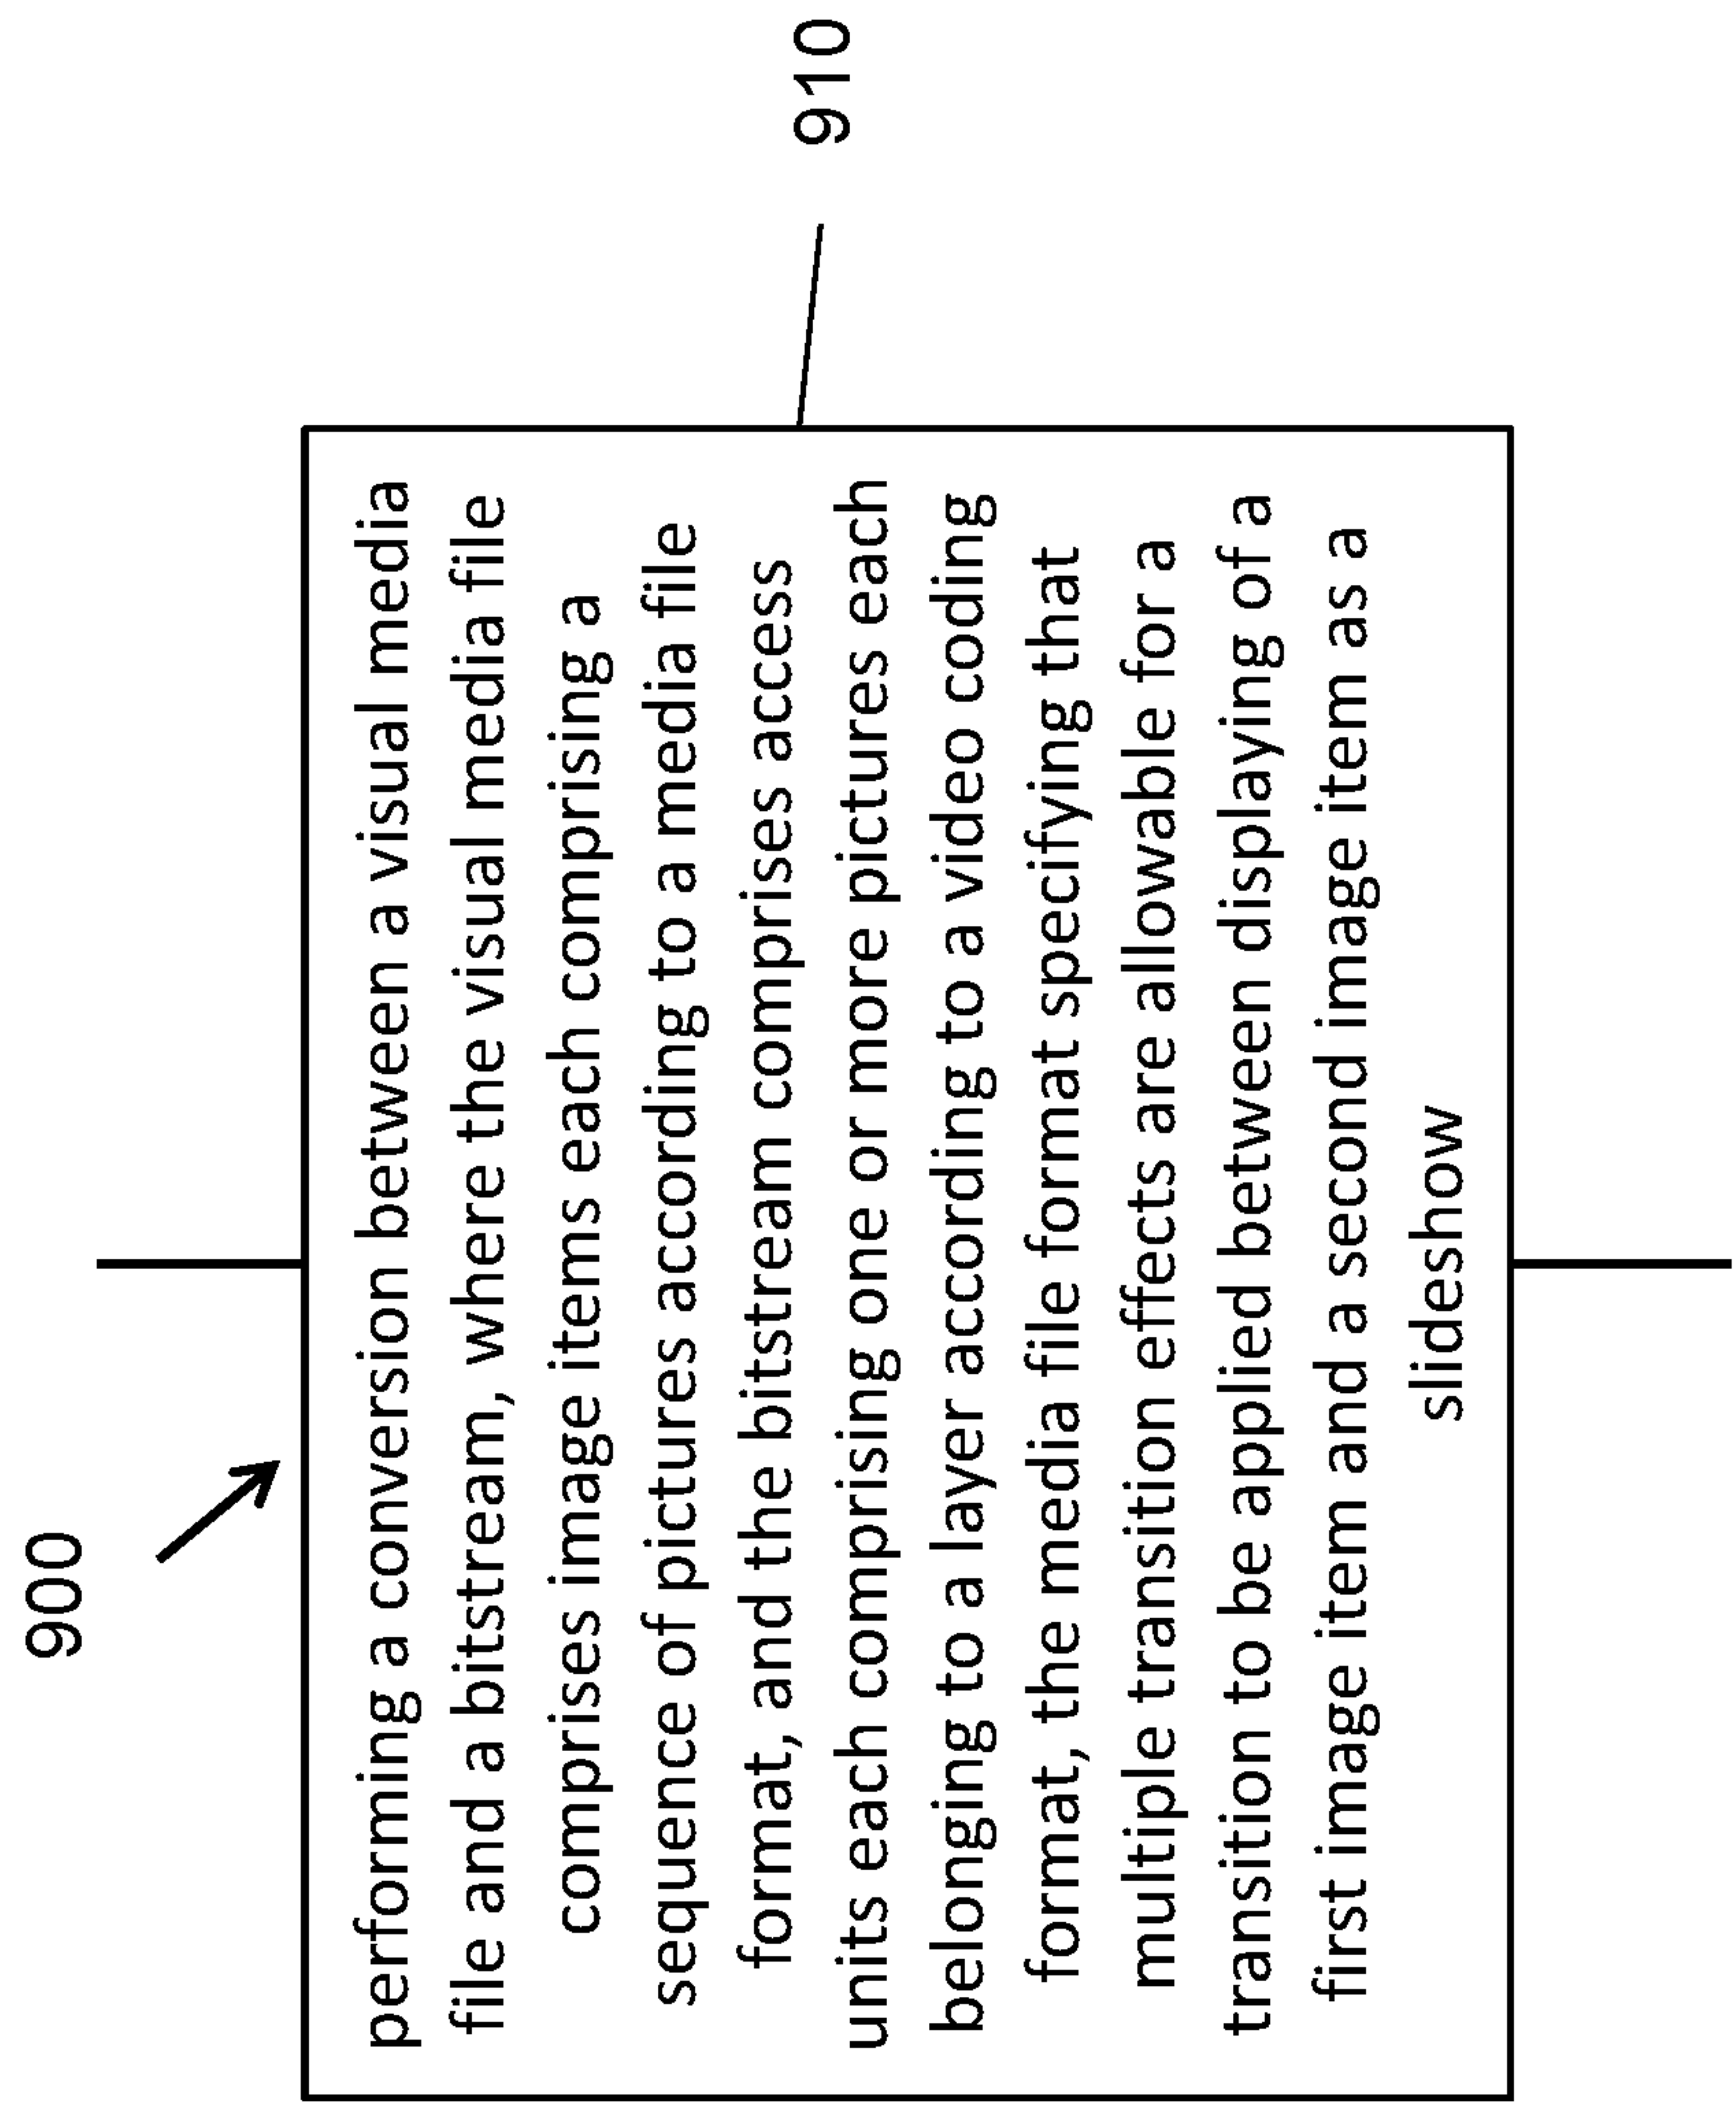 900
performing a conversion between a visual media
file and a bitstream, where the visual media file
comprises image items each comprising a
sequence of pictures according to a media file
format, and the bitstream comprises access
units each comprising one or more pictures each
belonging to a layer according to a video coding
format, the media file format specifying that
multiple transition effects are allowable for a
transition to be applied between displaying of a
first image item and a second image item as a
slideshow
910